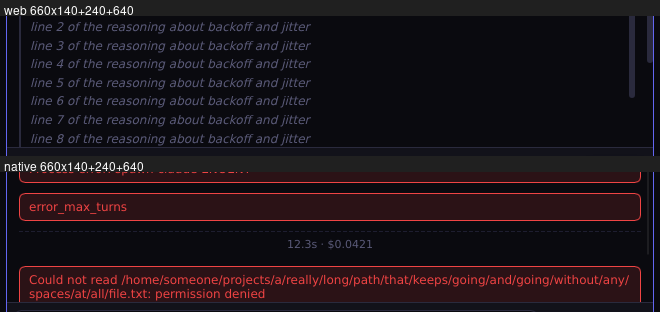 web 660x140+240+640
line 2 of the reasoning about backoff and jitter
line 3 of the reasoning about backoff and jitter
line 4 of the reasoning about backoff and jitter
line 5 of the reasoning about backoff and jitter
line 6 of the reasoning about backoff and jitter
line 7 of the reasoning about backoff and jitter
line 8 of the reasoning about backoff and jitter
native 660x140+240+640
error_max_turns
12.3s · $0.0421
Could not read /home/someone/projects/a/really/long/path/that/keeps/going/and/going/without/any/
spaces/at/all/file.txt: permission denied